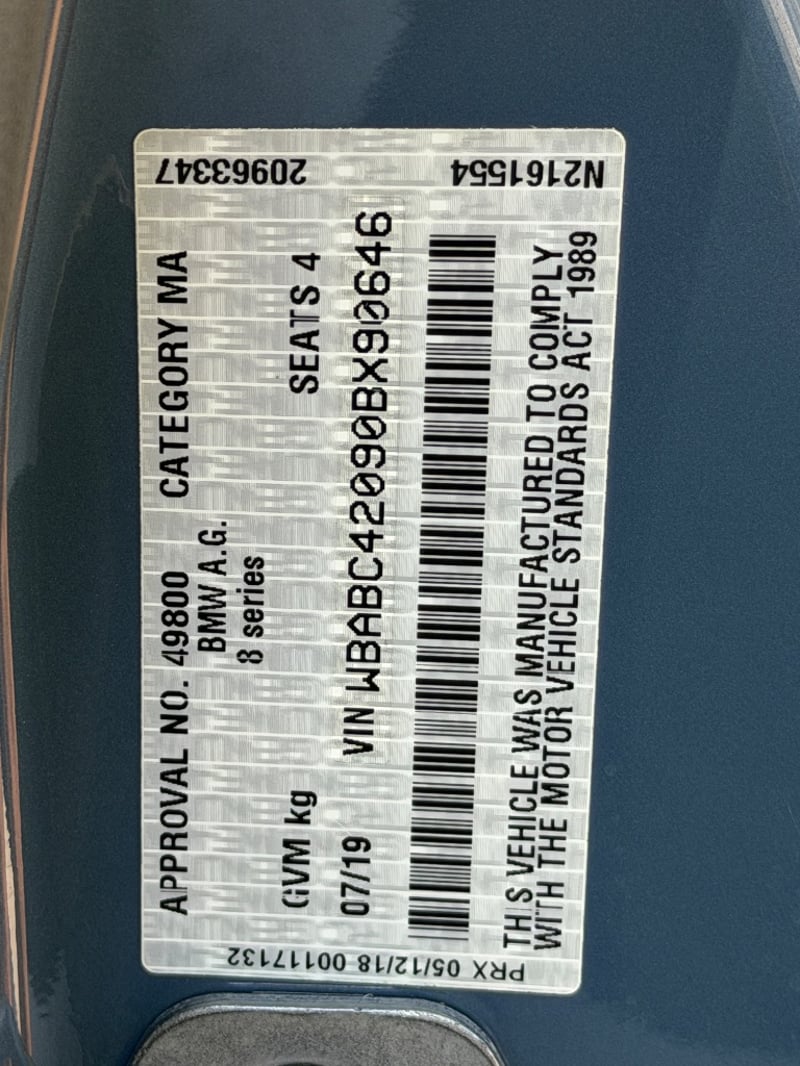 APPROVAL NO. 49800 CATEGORY MA
BMW A.G.
8 series
GVM kg SEATS 4
07/19 VIN WBABC42090BX90646
THIS VEHICLE WAS MANUFACTURED TO COMPLY
WITH THE MOTOR VEHICLE STANDARDS ACT 1989
20963347
N2161554
PRX 05/12/18 00117132